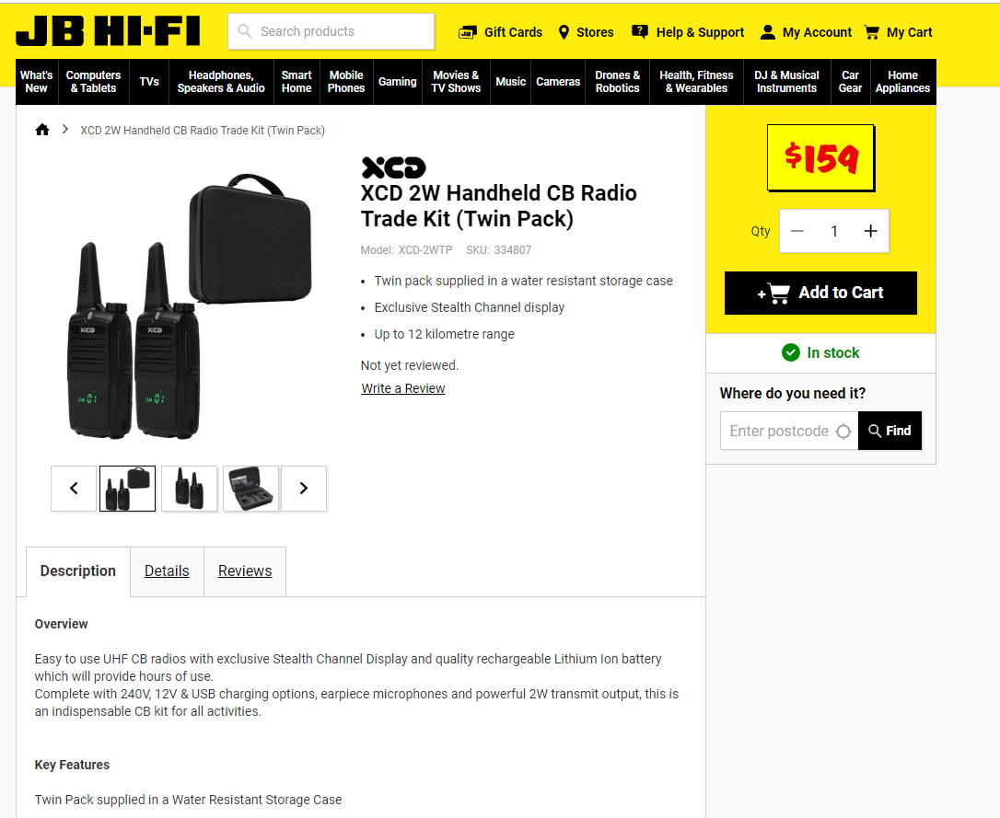 JB HI-FI
Search products
Gift Cards
Stores
Help & Support
My Account
My Cart
What's New
Computers & Tablets
TVs
Headphones, Speakers & Audio
Smart Home
Mobile Phones
Gaming
Movies & TV Shows
Music
Cameras
Drones & Robotics
Health, Fitness & Wearables
DJ & Musical Instruments
Car Gear
Home Appliances
XCD 2W Handheld CB Radio Trade Kit (Twin Pack)
XCD
XCD 2W Handheld CB Radio
Trade Kit (Twin Pack)
Model: XCD-2WTP SKU: 334807
• Twin pack supplied in a water resistant storage case
• Exclusive Stealth Channel display
• Up to 12 kilometre range
Not yet reviewed.
Write a Review
UHF
XCD
CH 01
UHF
XCD
CH 01
$159
Qty
1
+ Add to Cart
In stock
Where do you need it?
Enter postcode
Find
Description
Details
Reviews
Overview
Easy to use UHF CB radios with exclusive Stealth Channel Display and quality rechargeable Lithium Ion battery
which will provide hours of use.
Complete with 240V, 12V & USB charging options, earpiece microphones and powerful 2W transmit output, this is
an indispensable CB kit for all activities.
Key Features
Twin Pack supplied in a Water Resistant Storage Case